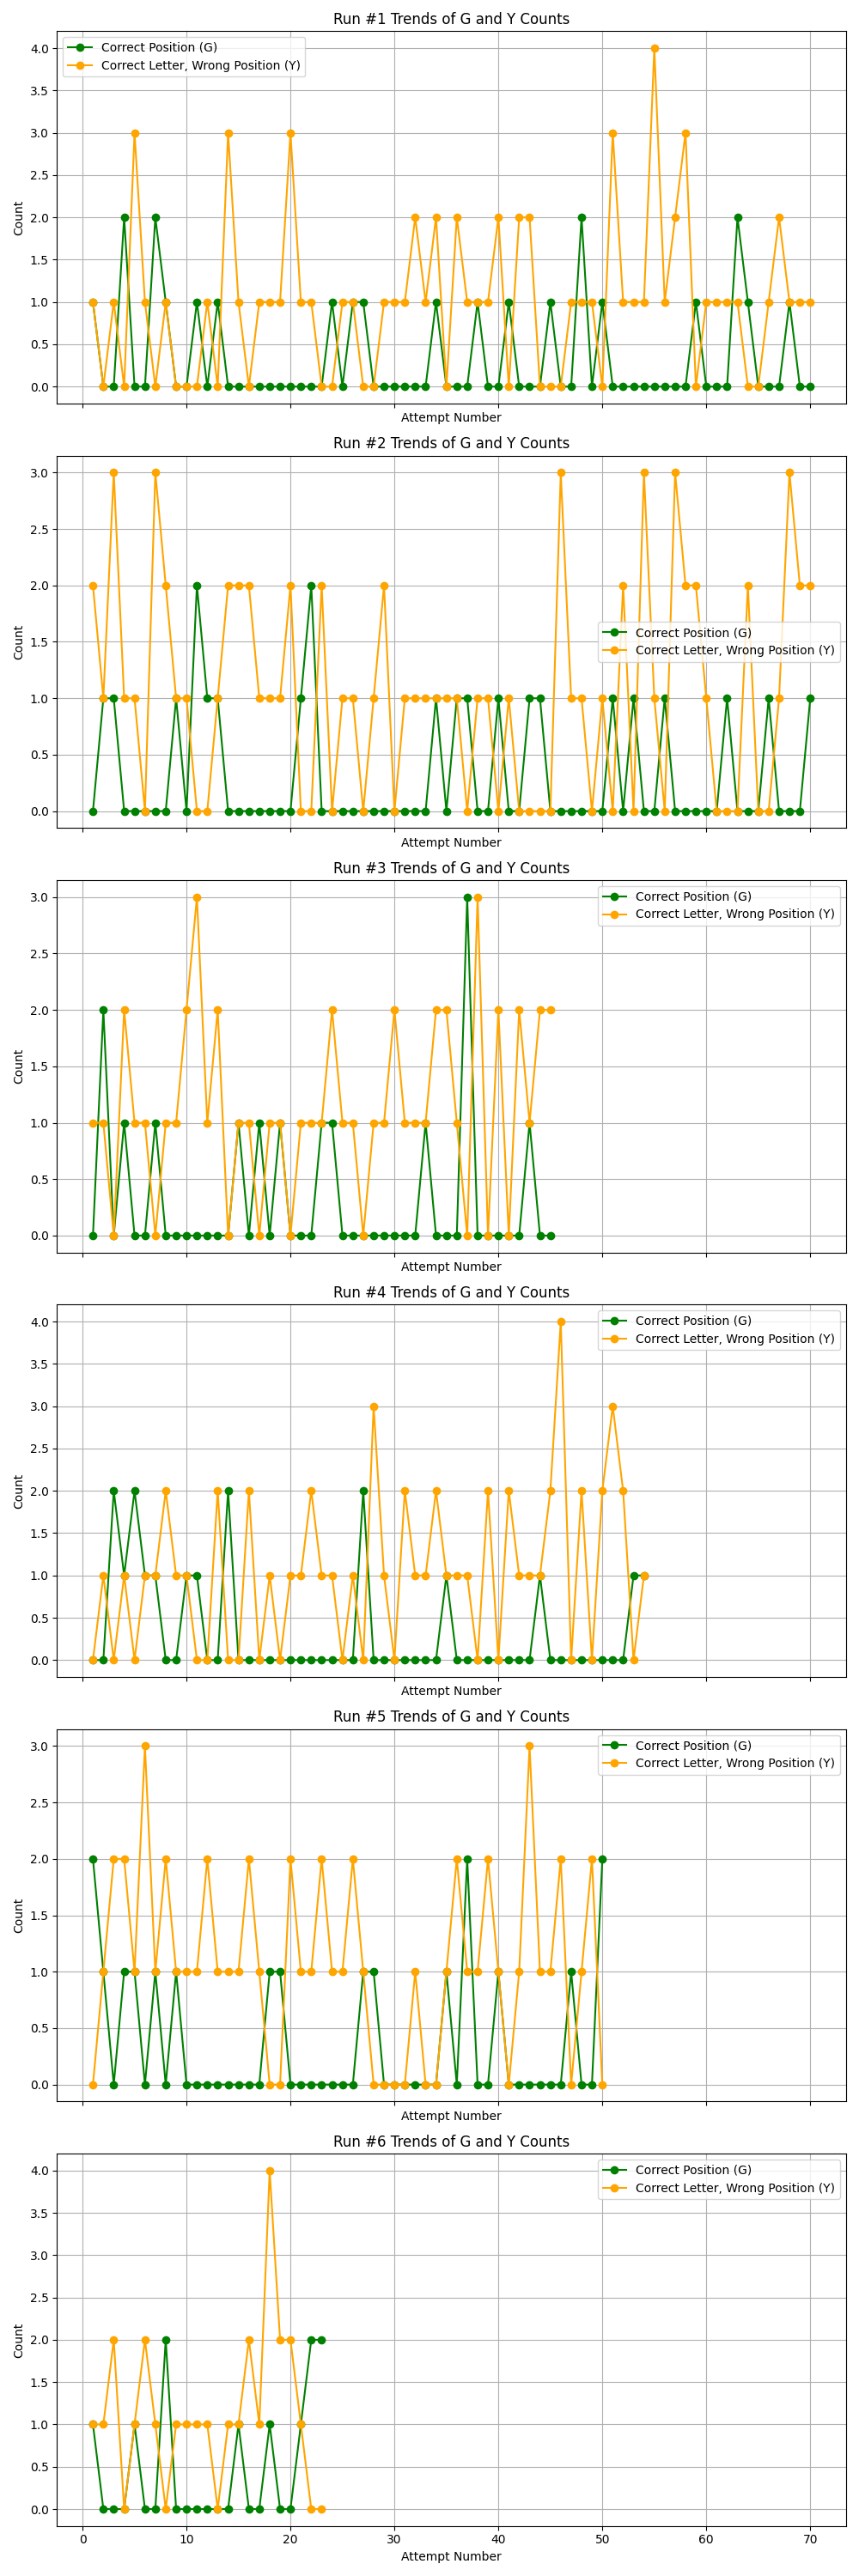 Run #1 Trends of G and Y Counts
4.0
3.5
3.0
2.5
2.0
1.5
1.0
0.5
0.0
Count
Correct Position (G)
Correct Letter, Wrong Position (Y)
Attempt Number
Run #2 Trends of G and Y Counts
3.0
2.5
2.0
1.5
1.0
0.5
0.0
Count
Correct Position (G)
Correct Letter, Wrong Position (Y)
Attempt Number
Run #3 Trends of G and Y Counts
3.0
2.5
2.0
1.5
1.0
0.5
0.0
Count
Correct Position (G)
Correct Letter, Wrong Position (Y)
Attempt Number
Run #4 Trends of G and Y Counts
4.0
3.5
3.0
2.5
2.0
1.5
1.0
0.5
0.0
Count
Correct Position (G)
Correct Letter, Wrong Position (Y)
Attempt Number
Run #5 Trends of G and Y Counts
3.0
2.5
2.0
1.5
1.0
0.5
0.0
Count
Correct Position (G)
Correct Letter, Wrong Position (Y)
Attempt Number
Run #6 Trends of G and Y Counts
4.0
3.5
3.0
2.5
2.0
1.5
1.0
0.5
0.0
Count
Correct Position (G)
Correct Letter, Wrong Position (Y)
0 10 20 30 40 50 60 70
Attempt Number